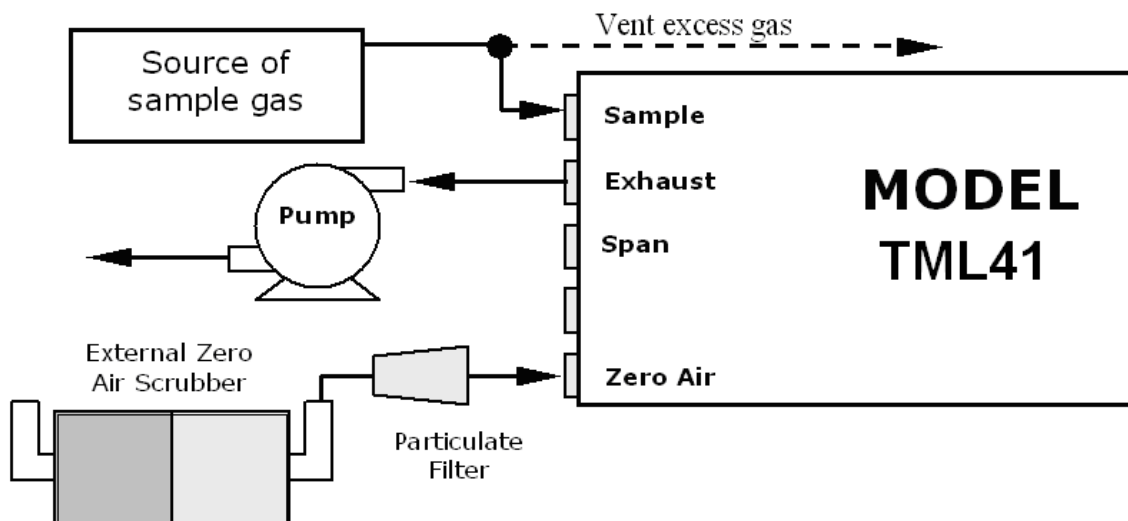 Vent excess gas
Source of
sample gas
Sample
Exhaust
MODEL
Pump
Span
TML41
External Zero
Air Scrubber
Zero Air
Particulate
Filter